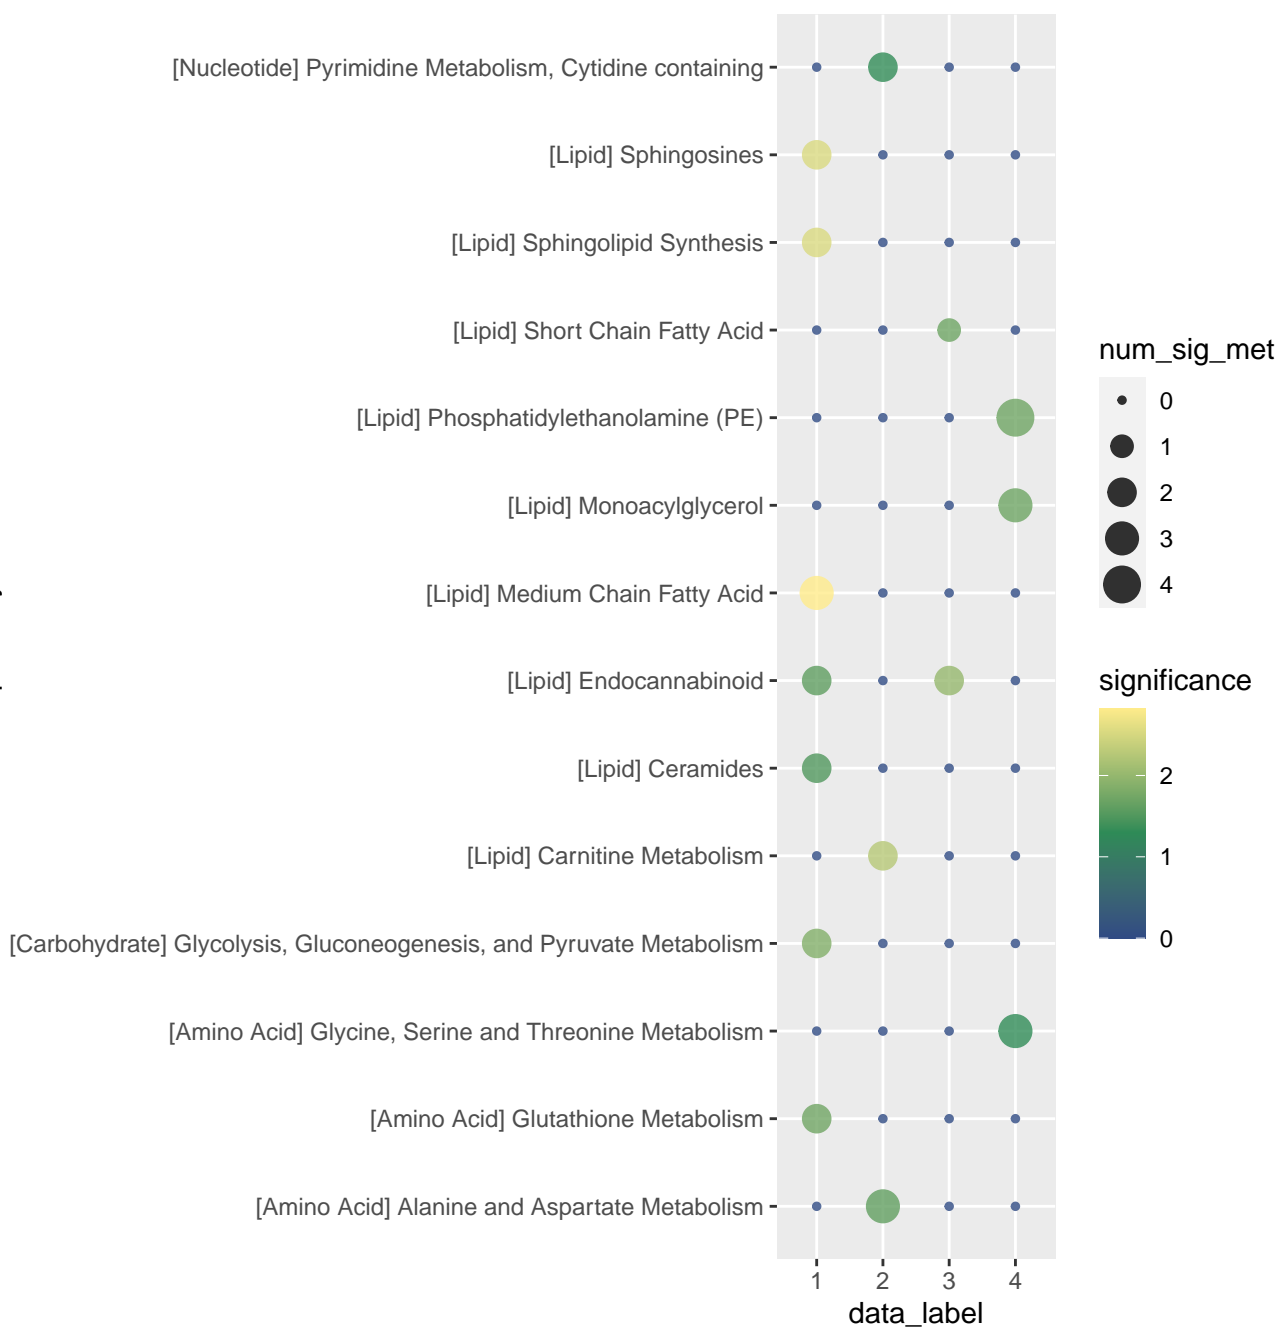 [Nucleotide] Pyrimidine Metabolism, Cytidine containing
[Lipid] Sphingosines
[Lipid] Sphingolipid Synthesis
[Lipid] Short Chain Fatty Acid
[Lipid] Phosphatidylethanolamine (PE)
[Lipid] Monoacylglycerol
[Lipid] Medium Chain Fatty Acid
[Lipid] Endocannabinoid
[Lipid] Ceramides
[Lipid] Carnitine Metabolism
[Carbohydrate] Glycolysis, Gluconeogenesis, and Pyruvate Metabolism
[Amino Acid] Glycine, Serine and Threonine Metabolism
[Amino Acid] Glutathione Metabolism
[Amino Acid] Alanine and Aspartate Metabolism
1 2 3 4
data_label
num_sig_met
0
1
2
3
4
significance
2
1
0